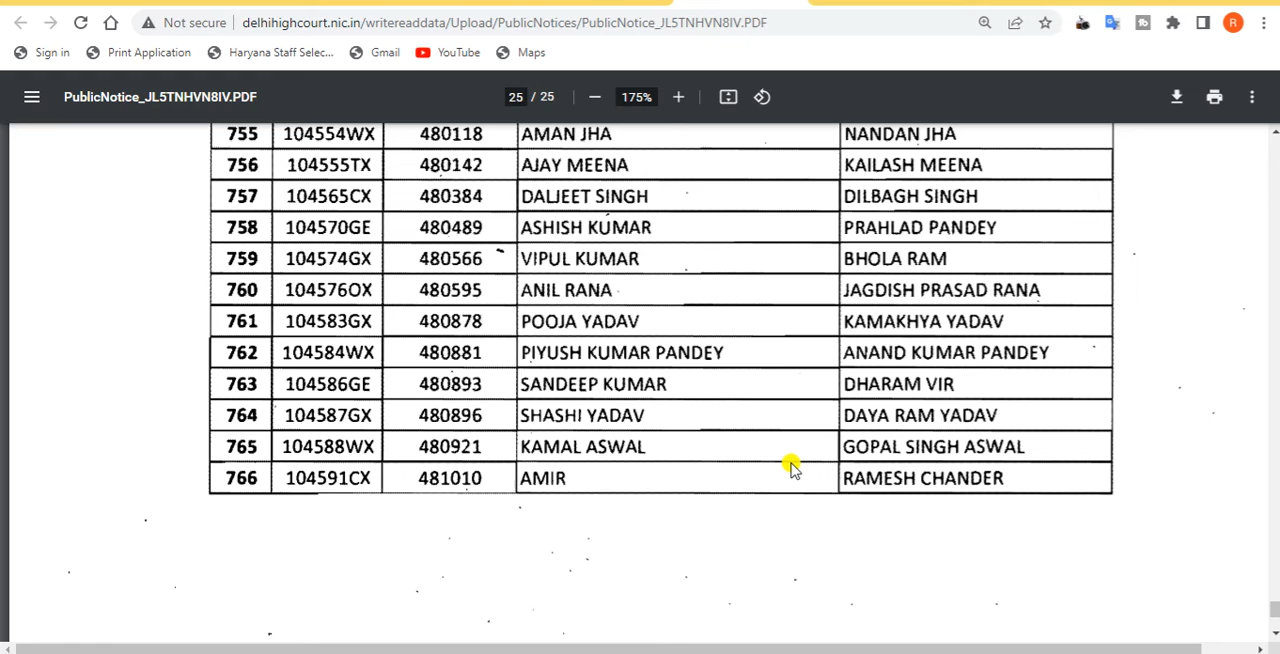 Not secure delhihighcourt.nic.in/writereaddata/Upload/PublicNotices/PublicNotice_JL5TNHVN8IV.PDF R
Sign in Print Application Haryana Staff Selec... Gmail YouTube Maps
PublicNotice_JL5TNHVN8IV.PDF 25 / 25 175%
755 104554WX 480118 AMAN JHA NANDAN JHA
756 104555TX 480142 AJAY MEENA KAILASH MEENA
757 104565CX 480384 DALJEET SINGH DILBAGH SINGH
758 104570GE 480489 ASHISH KUMAR PRAHLAD PANDEY
759 104574GX 480566 VIPUL KUMAR BHOLA RAM
760 104576OX 480595 ANIL RANA JAGDISH PRASAD RANA
761 104583GX 480878 POOJA YADAV KAMAKHYA YADAV
762 104584WX 480881 PIYUSH KUMAR PANDEY ANAND KUMAR PANDEY
763 104586GE 480893 SANDEEP KUMAR DHARAM VIR
764 104587GX 480896 SHASHI YADAV DAYA RAM YADAV
765 104588WX 480921 KAMAL ASWAL GOPAL SINGH ASWAL
766 104591CX 481010 AMIR RAMESH CHANDER